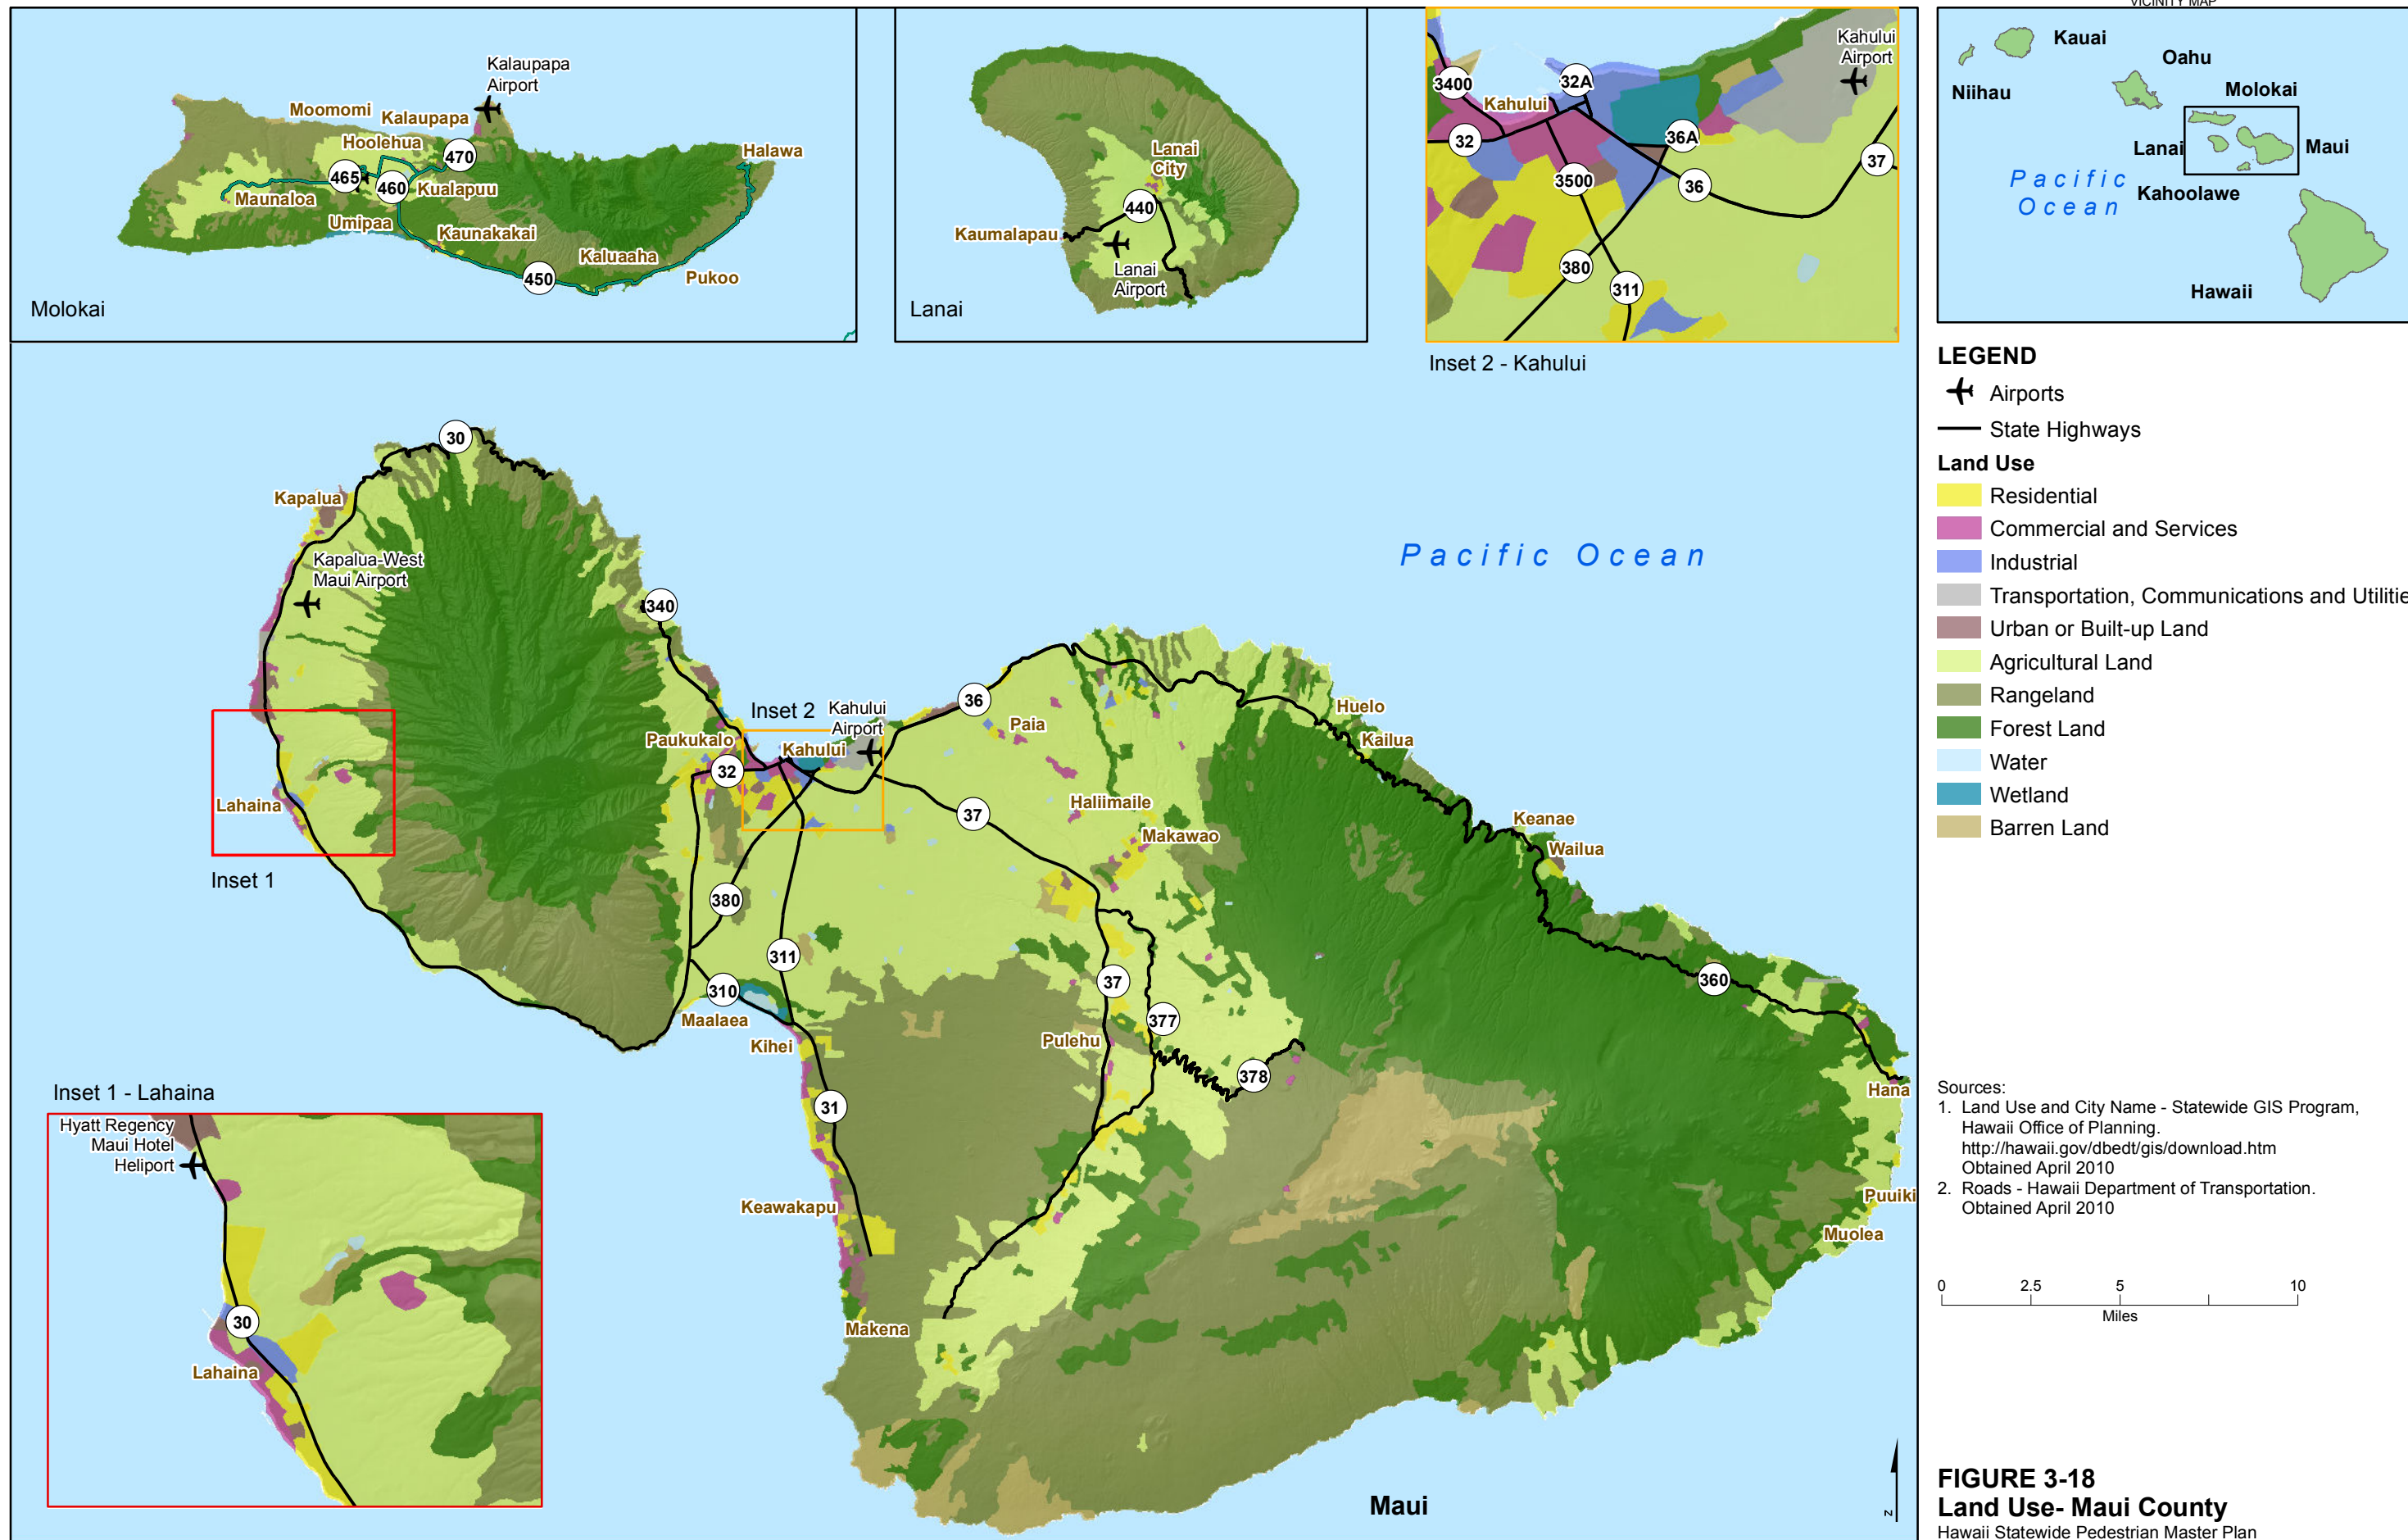 VICINITY MAP
Kalaupapa
Airport
Moomomi
Kalaupapa
Hoolehua
470
Halawa
465
460
Kualapuu
Maunaloa
Umipaa
Kaunakakai
Kaluaaha
450
Pukoo
Molokai
Lanai
City
440
Kaumalapau
Lanai
Airport
Lanai
Kahului
Airport
3400
32A
Kahului
32
36A
37
3500
36
380
311
Inset 2 - Kahului
Kauai
Oahu
Niihau
Molokai
Lanai
Maui
Pacific
Ocean
Kahoolawe
Hawaii
LEGEND
Airports
State Highways
Land Use
Residential
Commercial and Services
Industrial
Transportation, Communications and Utilitie
Urban or Built-up Land
Agricultural Land
Rangeland
Forest Land
Water
Wetland
Barren Land
30
Kapalua
Kapalua-West
Maui Airport
Pacific Ocean
340
Inset 2
Kahului
Airport
36
Paia
Huelo
Kailua
Paukukalo
Kahului
32
Lahaina
Inset 1
37
Haliimaile
Makawao
Keanae
Wailua
380
311
310
37
360
377
Maalaea
Kihei
Pulehu
378
31
Hana
Keawakapu
Puuiki
Muolea
Makena
Maui
Inset 1 - Lahaina
Hyatt Regency
Maui Hotel
Heliport
30
Lahaina
Sources:
1. Land Use and City Name - Statewide GIS Program,
Hawaii Office of Planning.
http://hawaii.gov/dbedt/gis/download.htm
Obtained April 2010
2. Roads - Hawaii Department of Transportation.
Obtained April 2010
0 2.5 5 10
Miles
Z
FIGURE 3-18
Land Use- Maui County
Hawaii Statewide Pedestrian Master Plan